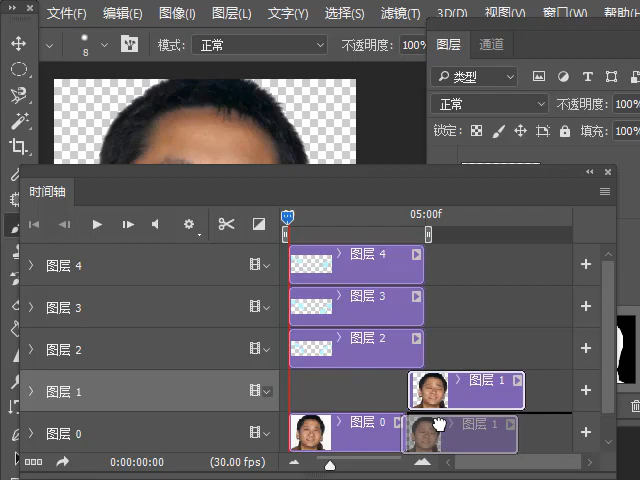 文件(F) 编辑(E) 图像(I) 图层(L) 文字(Y) 选择(S) 滤镜(T) 3D(D) 视图(V) 窗口(W) 帮助(H
8 模式: 正常 不透明度: 100%
图层 通道
类型
正常 不透明度: 100%
锁定: 填充: 100%
时间轴
05:00f
图层 4 图层 4
图层 3 图层 3
图层 2 图层 2
图层 1 图层 1
图层 0 图层 0 图层 1
0:00:00:00 (30.00 fps)